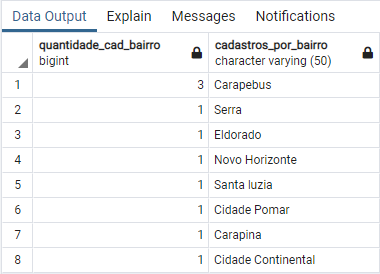 Data Output Explain Messages Notifications
quantidade_cad_bairro cadastros_por_bairro
bigint character varying (50)
1 3 Carapebus
2 1 Serra
3 1 Eldorado
4 1 Novo Horizonte
5 1 Santa luzia
6 1 Cidade Pomar
7 1 Carapina
8 1 Cidade Continental